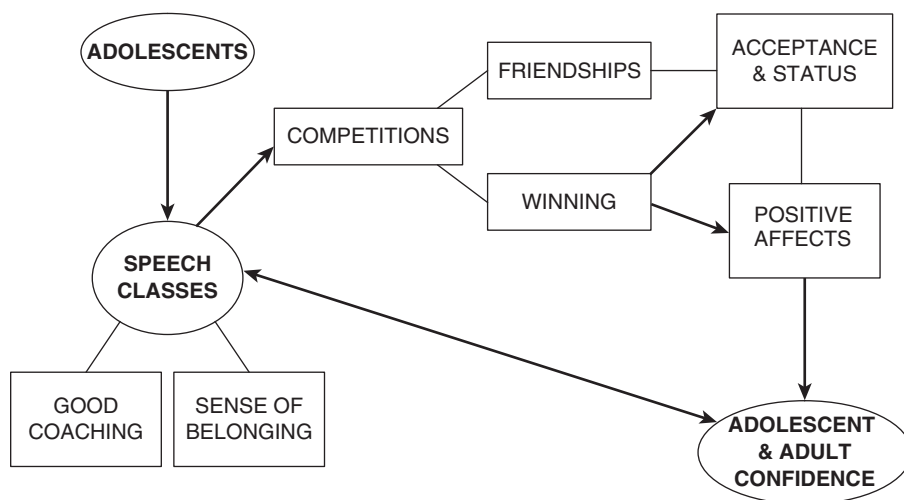 ADOLESCENTS
SPEECH
CLASSES
GOOD
COACHING
SENSE OF
BELONGING
COMPETITIONS
FRIENDSHIPS
WINNING
ACCEPTANCE
& STATUS
POSITIVE
AFFECTS
ADOLESCENT
& ADULT
CONFIDENCE